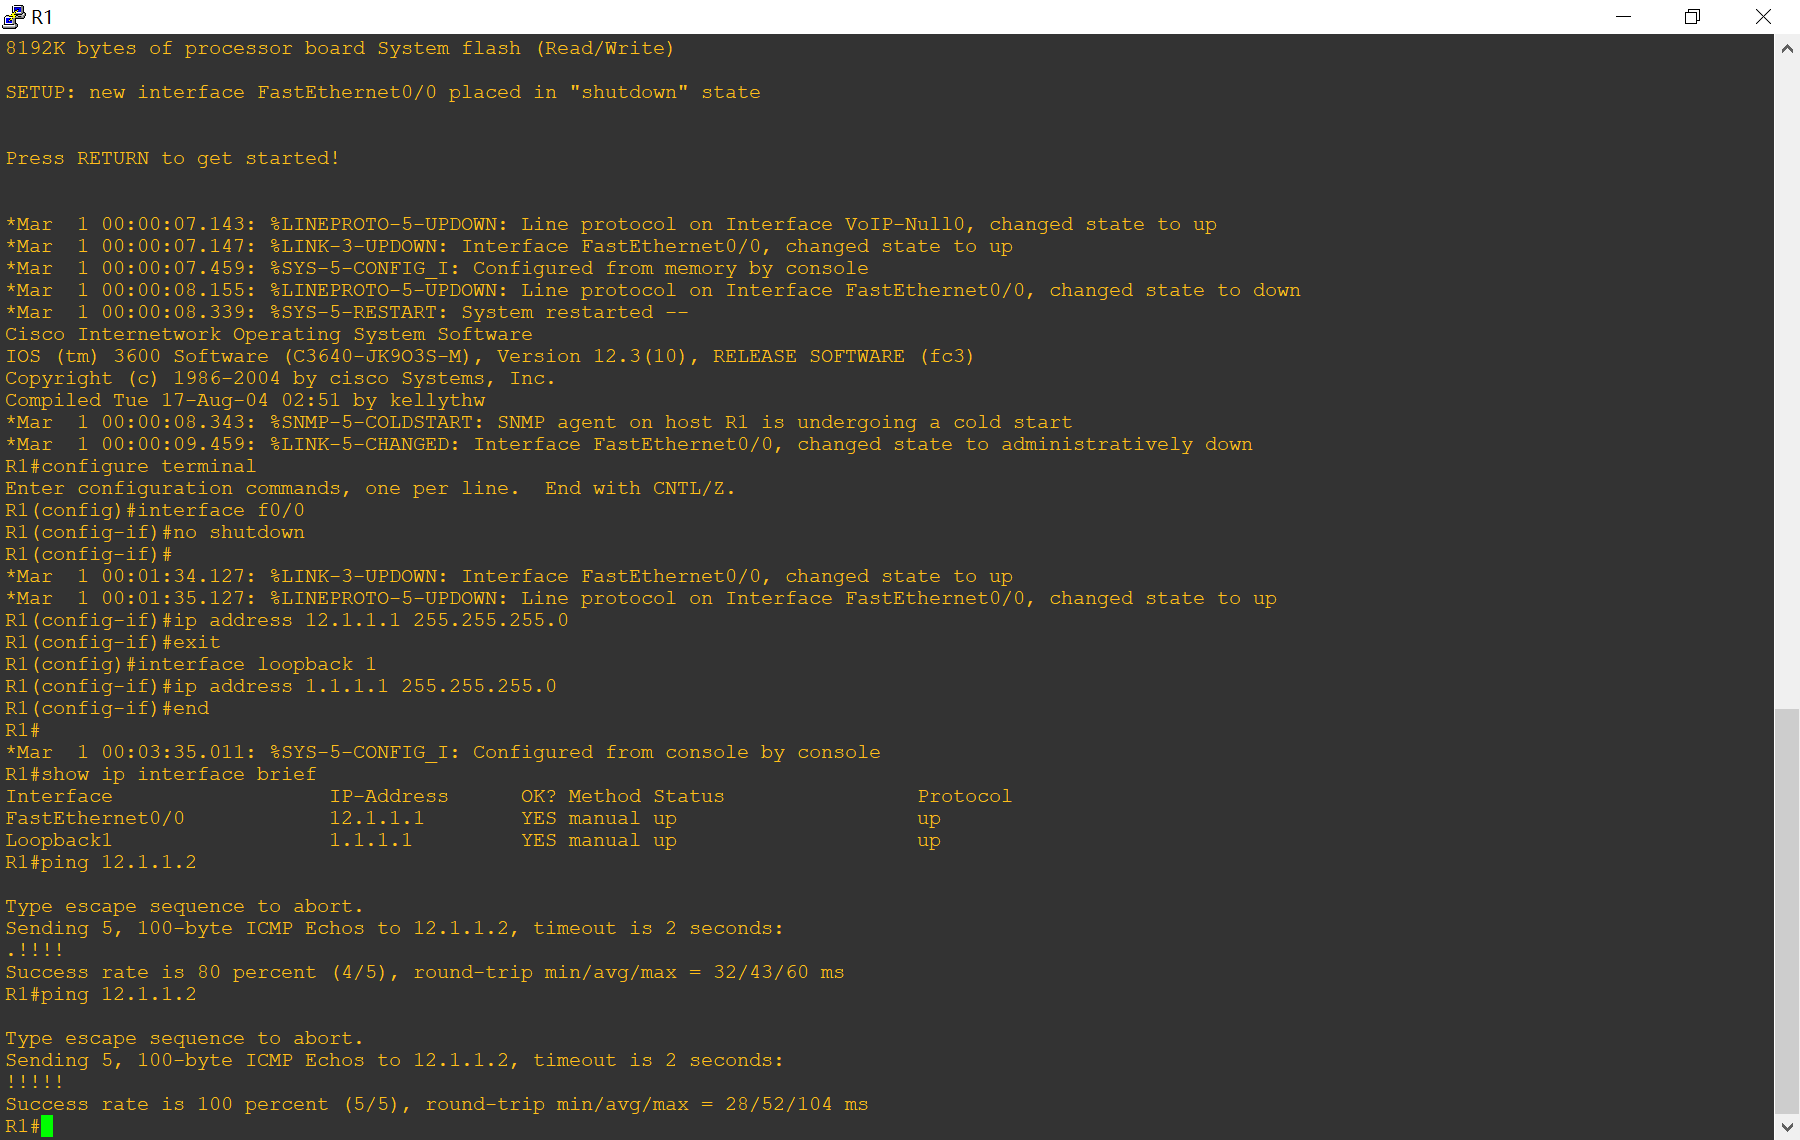 R1
8192K bytes of processor board System flash (Read/Write)
SETUP: new interface FastEthernet0/0 placed in "shutdown" state
Press RETURN to get started!
*Mar  1 00:00:07.143: %LINEPROTO-5-UPDOWN: Line protocol on Interface VoIP-Null0, changed state to up
*Mar  1 00:00:07.147: %LINK-3-UPDOWN: Interface FastEthernet0/0, changed state to up
*Mar  1 00:00:07.459: %SYS-5-CONFIG_I: Configured from memory by console
*Mar  1 00:00:08.155: %LINEPROTO-5-UPDOWN: Line protocol on Interface FastEthernet0/0, changed state to down
*Mar  1 00:00:08.339: %SYS-5-RESTART: System restarted --
Cisco Internetwork Operating System Software
IOS (tm) 3600 Software (C3640-JK9O3S-M), Version 12.3(10), RELEASE SOFTWARE (fc3)
Copyright (c) 1986-2004 by cisco Systems, Inc.
Compiled Tue 17-Aug-04 02:51 by kellythw
*Mar  1 00:00:08.343: %SNMP-5-COLDSTART: SNMP agent on host R1 is undergoing a cold start
*Mar  1 00:00:09.459: %LINK-5-CHANGED: Interface FastEthernet0/0, changed state to administratively down
R1#configure terminal
Enter configuration commands, one per line.  End with CNTL/Z.
R1(config)#interface f0/0
R1(config-if)#no shutdown
R1(config-if)#
*Mar  1 00:01:34.127: %LINK-3-UPDOWN: Interface FastEthernet0/0, changed state to up
*Mar  1 00:01:35.127: %LINEPROTO-5-UPDOWN: Line protocol on Interface FastEthernet0/0, changed state to up
R1(config-if)#ip address 12.1.1.1 255.255.255.0
R1(config-if)#exit
R1(config)#interface loopback 1
R1(config-if)#ip address 1.1.1.1 255.255.255.0
R1(config-if)#end
R1#
*Mar  1 00:03:35.011: %SYS-5-CONFIG_I: Configured from console by console
R1#show ip interface brief
Interface                  IP-Address      OK? Method Status                Protocol
FastEthernet0/0            12.1.1.1        YES manual up                    up
Loopback1                  1.1.1.1         YES manual up                    up
R1#ping 12.1.1.2
Type escape sequence to abort.
Sending 5, 100-byte ICMP Echos to 12.1.1.2, timeout is 2 seconds:
.!!!!
Success rate is 80 percent (4/5), round-trip min/avg/max = 32/43/60 ms
R1#ping 12.1.1.2
Type escape sequence to abort.
Sending 5, 100-byte ICMP Echos to 12.1.1.2, timeout is 2 seconds:
!!!!!
Success rate is 100 percent (5/5), round-trip min/avg/max = 28/52/104 ms
R1#